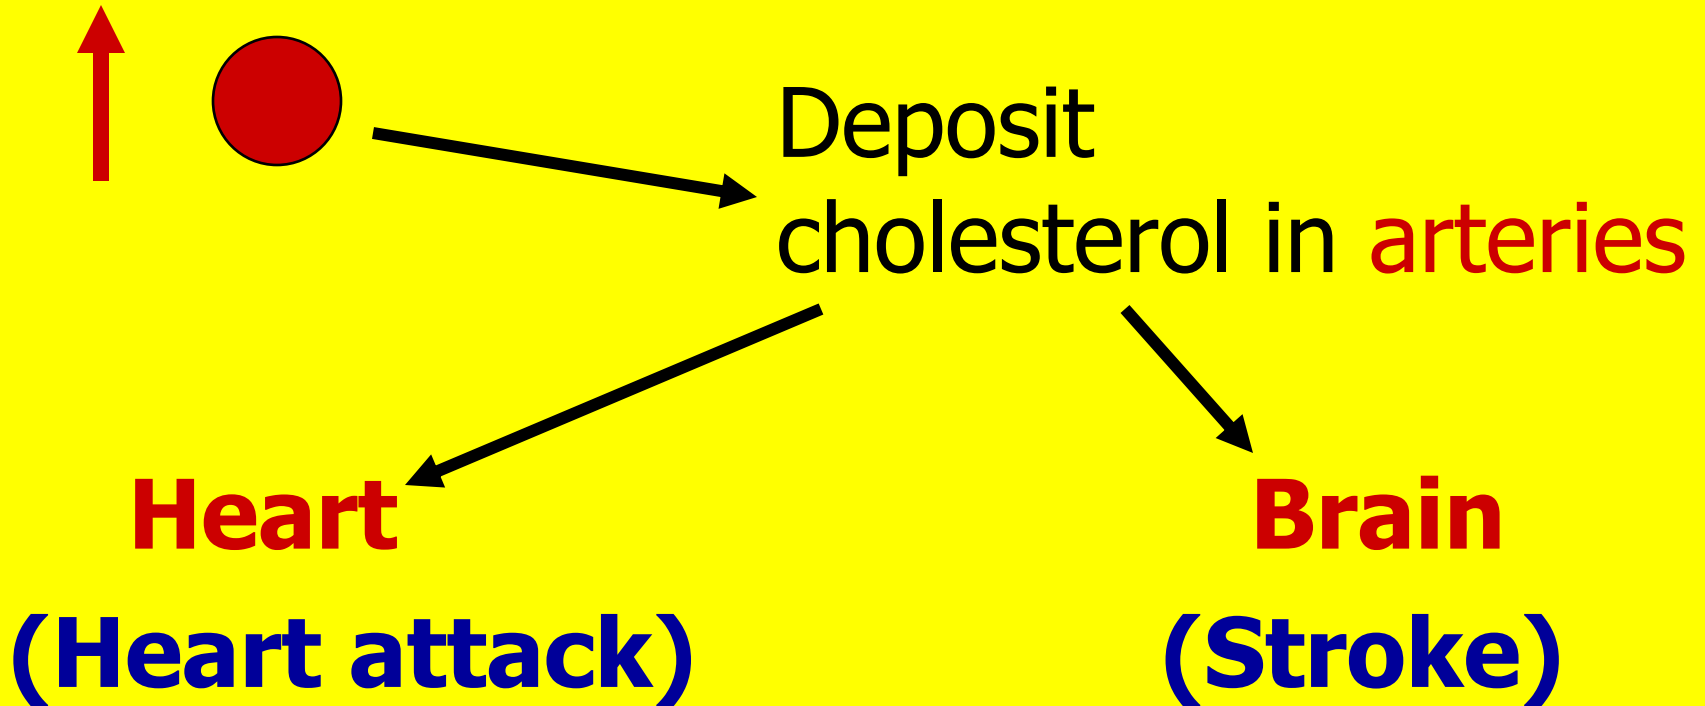 Deposit
cholesterol in arteries
Heart
Brain
(Heart attack)
(Stroke)